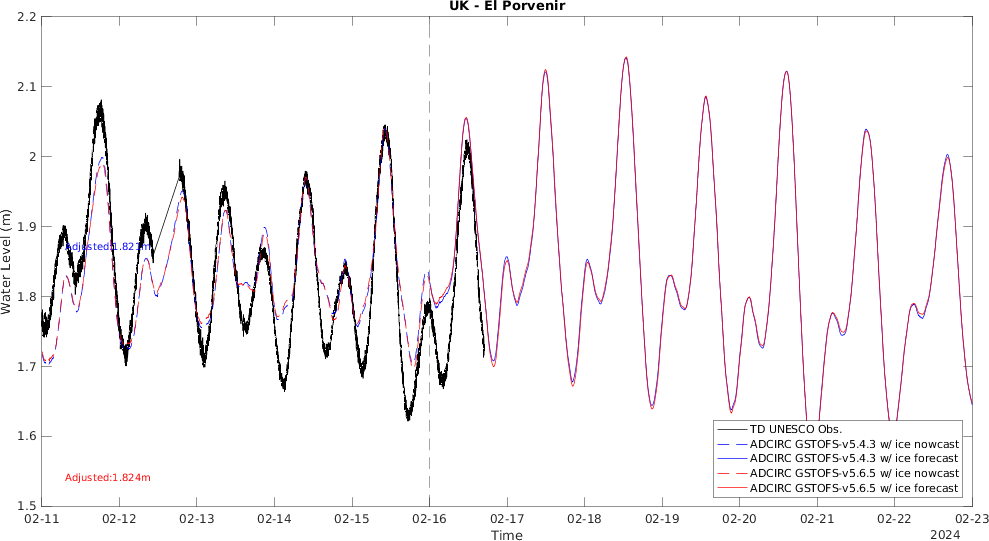 UK - El Porvenir
2.2
2.1
2
1.9
1.8
1.7
1.6
1.5
Water Level (m)
Adjusted:1.821m
Adjusted:1.824m
TD UNESCO Obs.
ADCIRC GSTOFS-v5.4.3 w/ ice nowcast
ADCIRC GSTOFS-v5.4.3 w/ ice forecast
ADCIRC GSTOFS-v5.6.5 w/ ice nowcast
ADCIRC GSTOFS-v5.6.5 w/ ice forecast
02-11 02-12 02-13 02-14 02-15 02-16 02-17 02-18 02-19 02-20 02-21 02-22 02-23
Time
2024